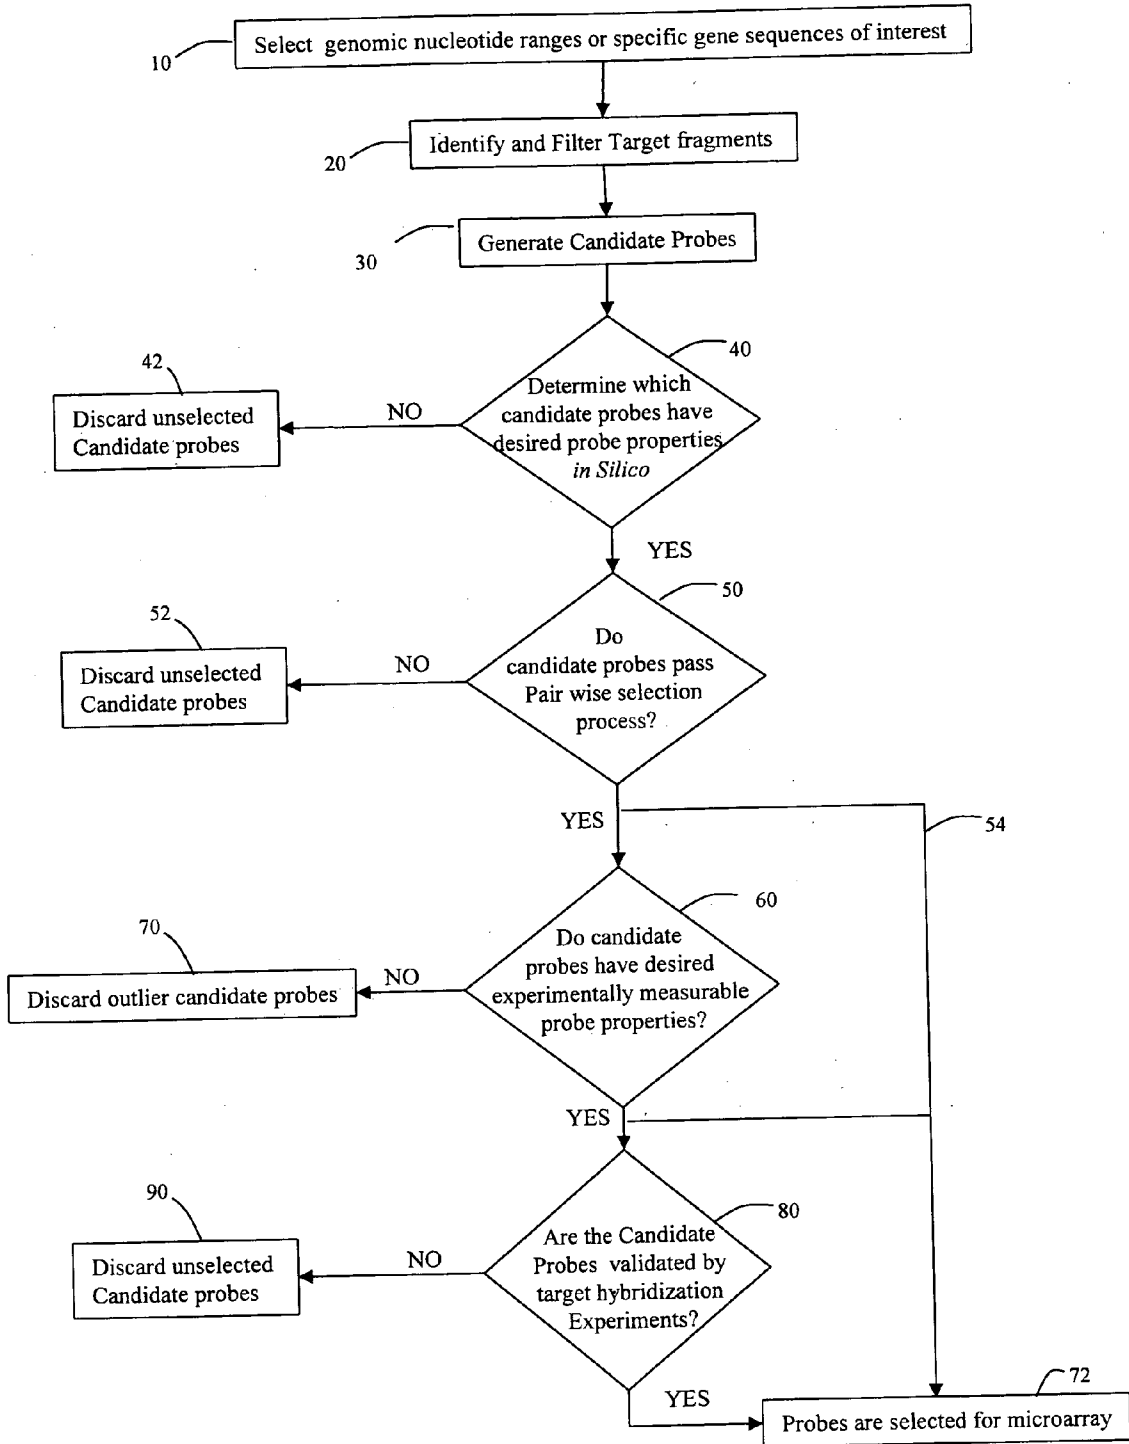 Select genomic nucleotide ranges or specific gene sequences of interest
10
Identify and Filter Target fragments
20
Generate Candidate Probes
30
40
Determine which
candidate probes have
desired probe properties
in Silico
42
NO
Discard unselected
Candidate probes
YES
50
Do
candidate probes pass
Pair wise selection
process?
52
NO
Discard unselected
Candidate probes
YES
54
60
Do candidate
probes have desired
experimentally measurable
probe properties?
70
NO
Discard outlier candidate probes
YES
80
Are the Candidate
Probes validated by
target hybridization
Experiments?
90
NO
Discard unselected
Candidate probes
YES
72
Probes are selected for microarray